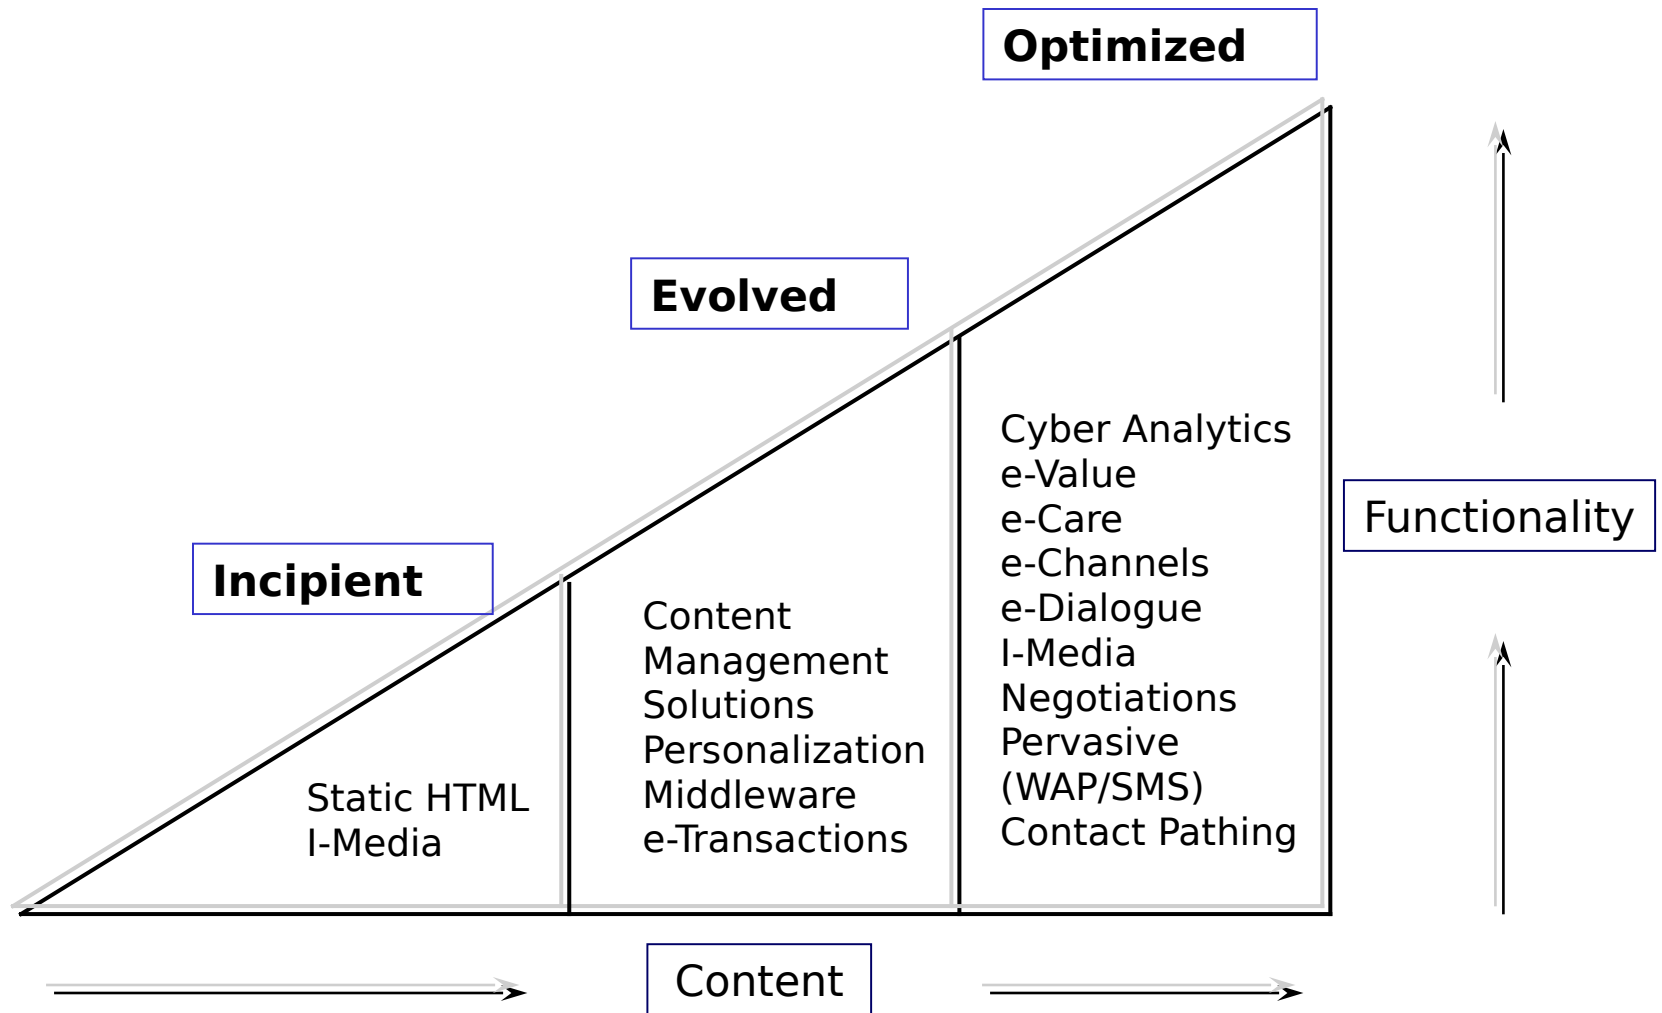 Optimized
Evolved
Incipient
Static HTML
I-Media
Content
Management
Solutions
Personalization
Middleware
e-Transactions
Cyber Analytics
e-Value
e-Care
e-Channels
e-Dialogue
I-Media
Negotiations
Pervasive
(WAP/SMS)
Contact Pathing
Functionality
Content